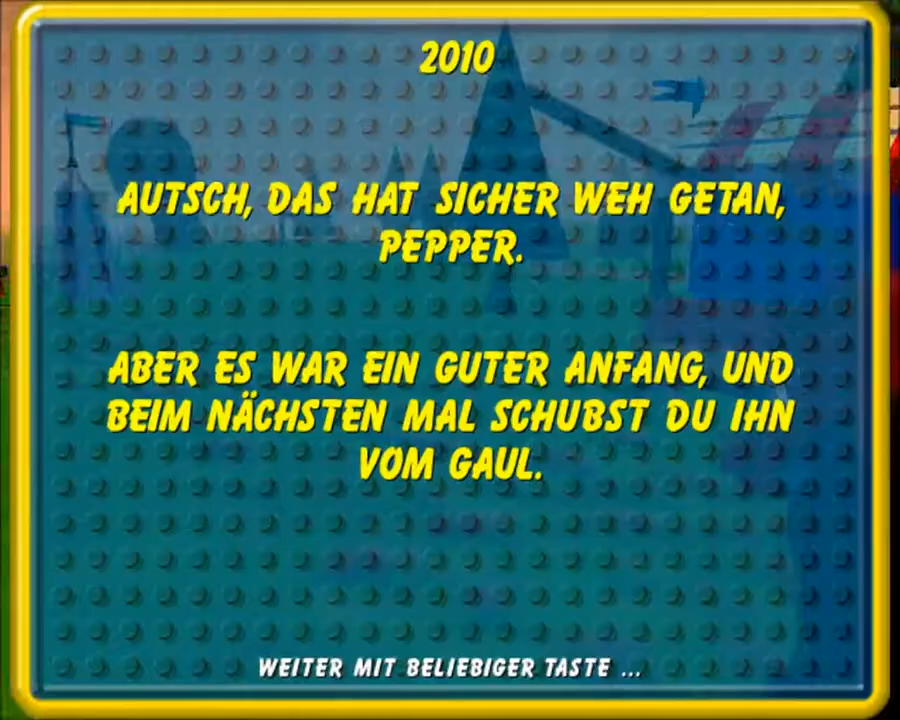 2010
AUTSCH, DAS HAT SICHER WEH GETAN,
PEPPER.
ABER ES WAR EIN GUTER ANFANG, UND
BEIM NÄCHSTEN MAL SCHUBST DU IHN
VOM GAUL.
WEITER MIT BELIEBIGER TASTE ...